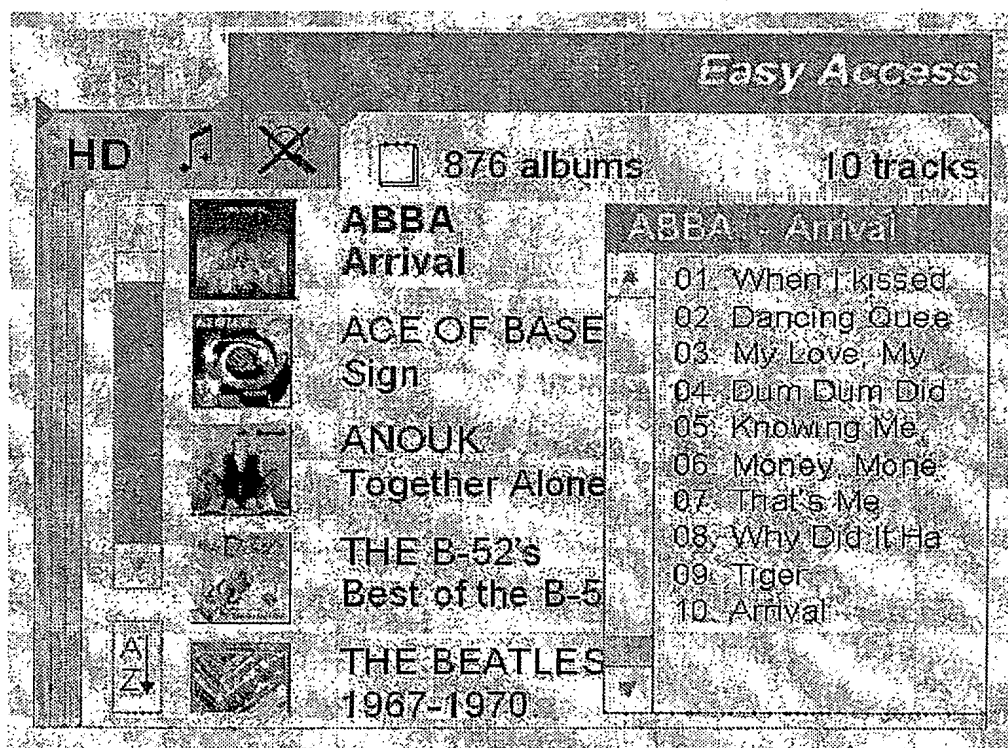 Easy Access
HD
876 albums
10 tracks
ABBA
Arrival
ACE OF BASE
Sign
ANOUK
Together Alone
THE B-52's
Best of the B-5
THE BEATLES
1967-1970
A
Z
ABBA - Arrival
01. When I kissed
02. Dancing Quee
03. My Love, My
04. Dum Dum Did
05. Knowing Me,
06. Money, Mone
07. That's Me
08. Why Did It Ha
09. Tiger
10. Arrival